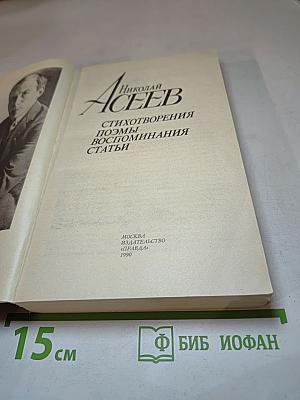 Николай
АСЕЕВ
СТИХОТВОРЕНИЯ
ПОЭМЫ
ВОСПОМИНАНИЯ
СТАТЬИ
МОСКВА
ИЗДАТЕЛЬСТВО
«ПРАВДА»
1990
15 см
Ф БИБ ИОФАН